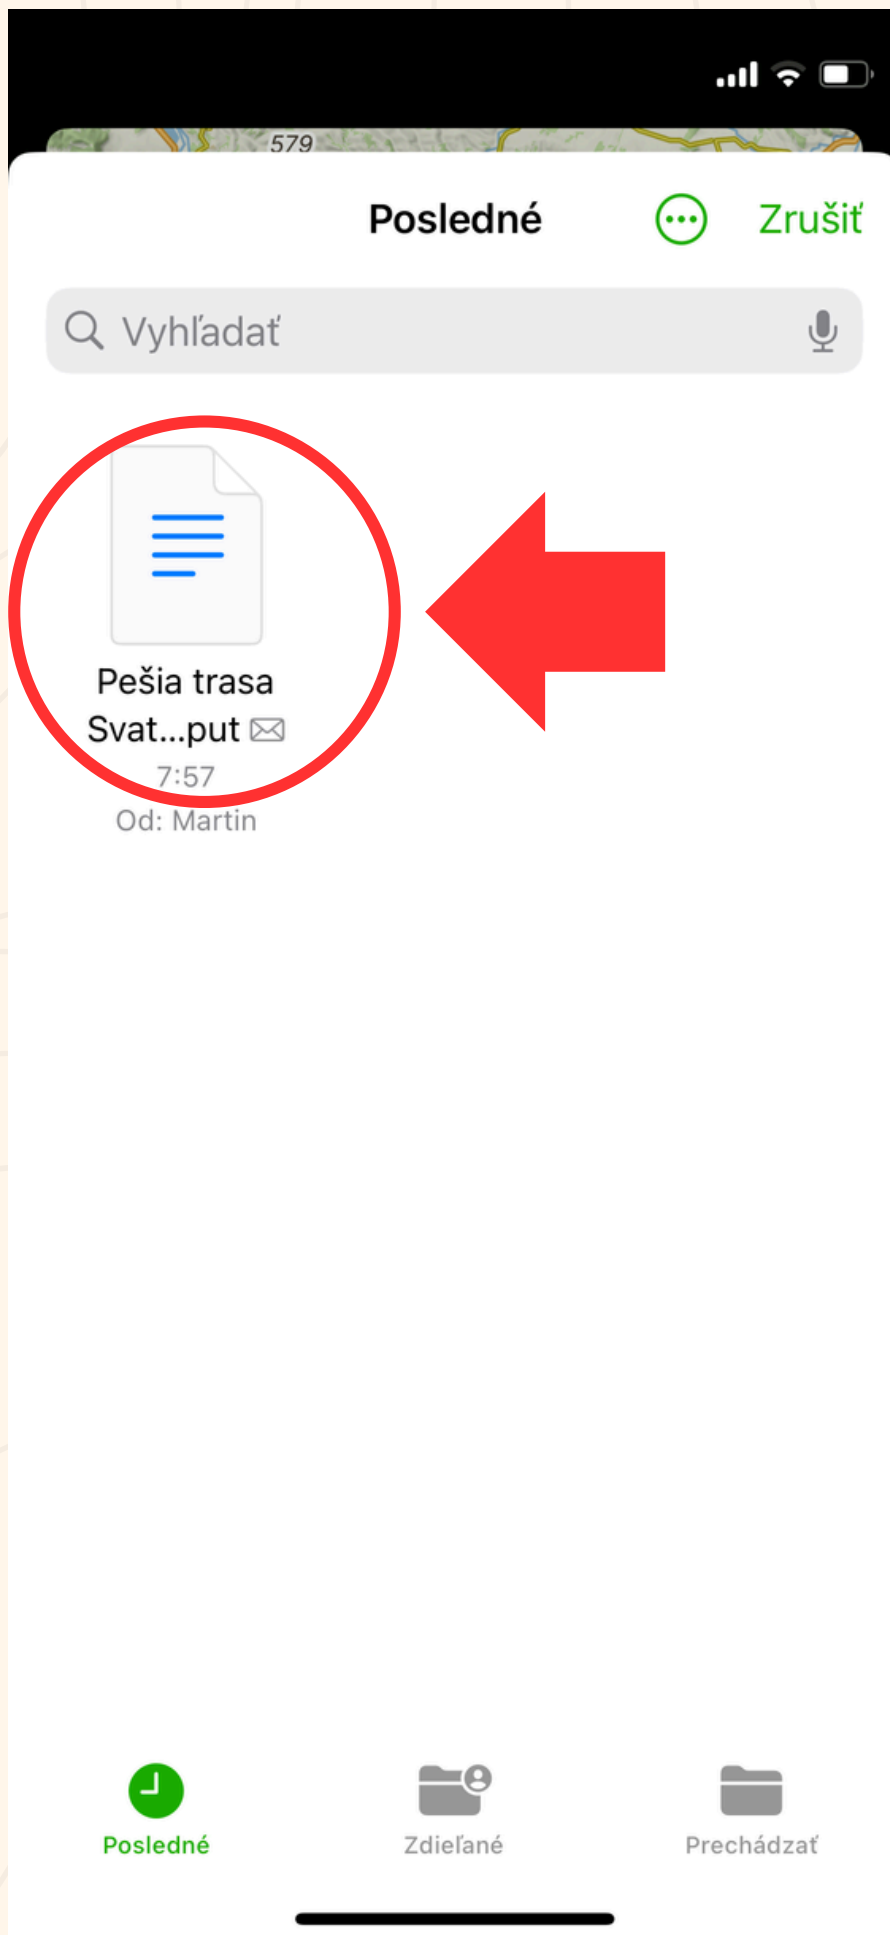 579
Posledné
Zrušiť
Vyhľadať
Pešia trasa
Svat...put
7:57
Od: Martin
Posledné
Zdieľané
Prechádzať